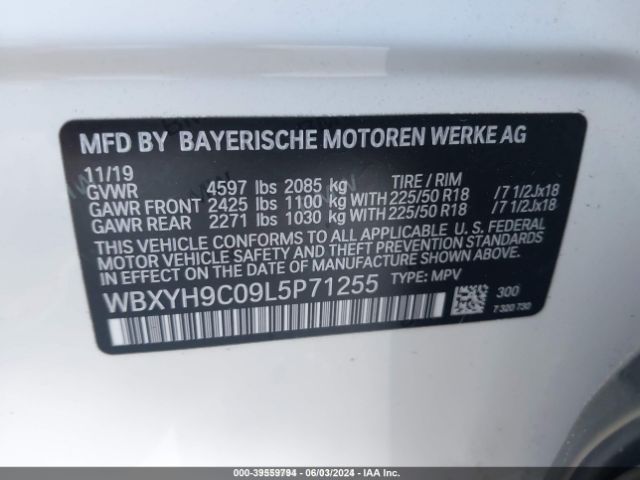 MFD BY BAYERISCHE MOTOREN WERKE AG
11/19
GVWR 4597 lbs 2085 kg TIRE / RIM
GAWR FRONT 2425 lbs 1100 kg WITH 225/50 R18 /7 1/2Jx18
GAWR REAR 2271 lbs 1030 kg WITH 225/50 R18 /7 1/2Jx18
THIS VEHICLE CONFORMS TO ALL APPLICABLE U. S. FEDERAL
MOTOR VEHICLE SAFETY AND THEFT PREVENTION STANDARDS
IN EFFECT ON THE DATE OF MANUFACTURE SHOWN ABOVE.
WBXYH9C09L5P71255 TYPE: MPV
300
7 320 730
000-39559794 - 06/03/2024 - IAA Inc.